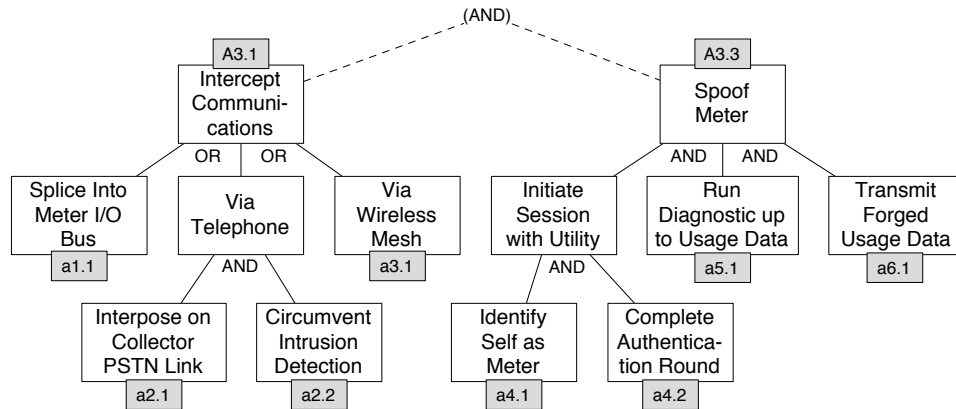 (AND)
A3.1
Intercept
Communi-
cations
A3.3
Spoof
Meter
OR
OR
AND
AND
Splice Into
Meter I/O
Bus
a1.1
Via
Telephone
Via
Wireless
Mesh
a3.1
Initiate
Session
with Utility
Run
Diagnostic up
to Usage Data
a5.1
Transmit
Forged
Usage Data
a6.1
AND
AND
Interpose on
Collector
PSTN Link
a2.1
Circumvent
Intrusion
Detection
a2.2
Identify
Self as
Meter
a4.1
Complete
Authentica-
tion Round
a4.2